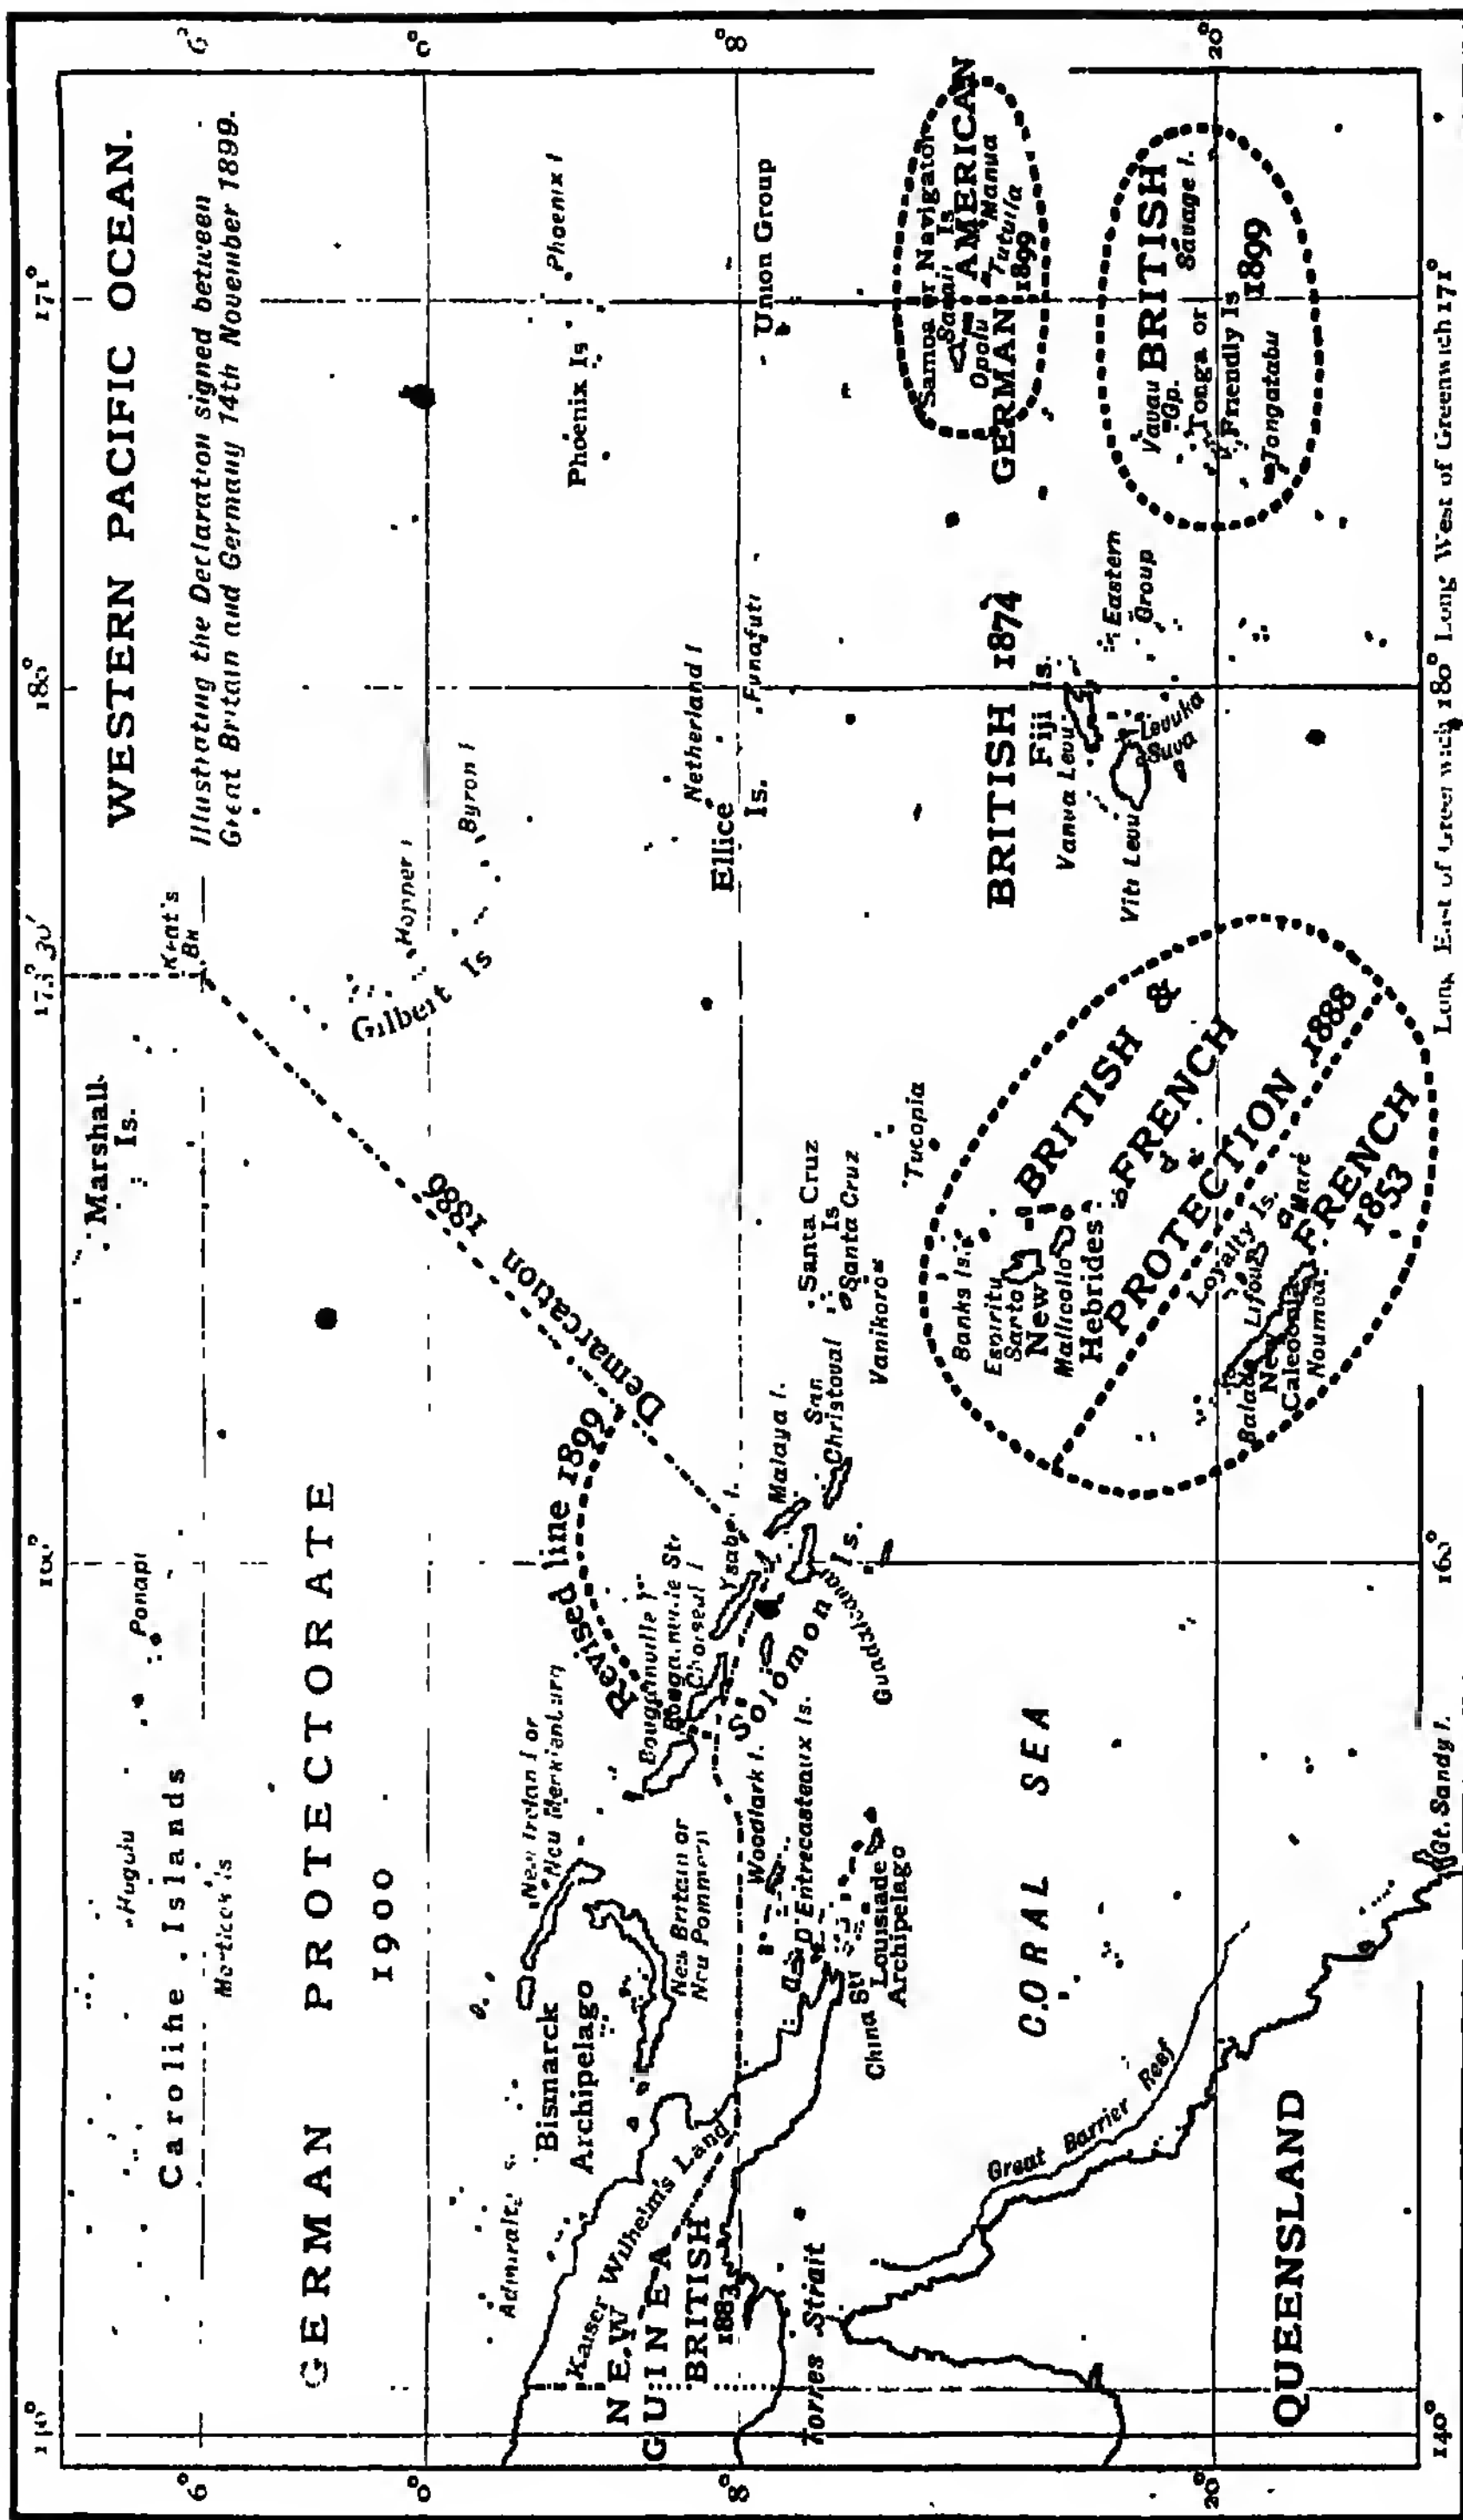 WESTERN PACIFIC OCEAN.
Illustrating the Declaration signed between
Great Britain and Germany 14th November 1899.
180°
171°
6°
0°
8°
20°
Marshall
Is.
Caroline Islands
GERMAN PROTECTORATE
1900
Demarcation 1886
Revised line 1899
Gilbert Is
Hopper I
Byron I
Phoenix I
Phoenix Is
Union Group
Netherland I
Ellice
Is.
Funafuti
Bismarck
Archipelago
New Britain or
Neu Pommern
Kaiser Wilhelm's Land
NEW
GUINEA
BRITISH
1883
Torres Strait
China Str
Louisiade
Archipelago
D'Entrecasteaux Is.
Woodlark I.
Bougainville I
Ysabel I.
Solomon Is.
Malaya I.
San
Christoval
Santa Cruz
Is
Santa Cruz
Vanikoro
Tucopia
Samoa or Navigator
Is
Savaii
Opolu
AMERICAN
Manua
Tutuila
GERMAN
1899
BRITISH 1874
Fiji Is.
Vanua Levu
Viti Levu
Levuka
Suva
Eastern
Group
Vavau
Gp.
BRITISH
Savage I.
Tonga or
Friendly Is
1899
Tongatabu
Banks Is.
Espiritu
Santo
New
Mallicollo
Hebrides
BRITISH &
FRENCH
PROTECTION 1888
Loyalty Is.
Lifou
Maré
Balade
New
Noumea
FRENCH
1853
CORAL SEA
Great Barrier Reef
QUEENSLAND
Gt. Sandy I.
140°
160°
Long. East of Greenwich 180° Long West of Greenwich 171°